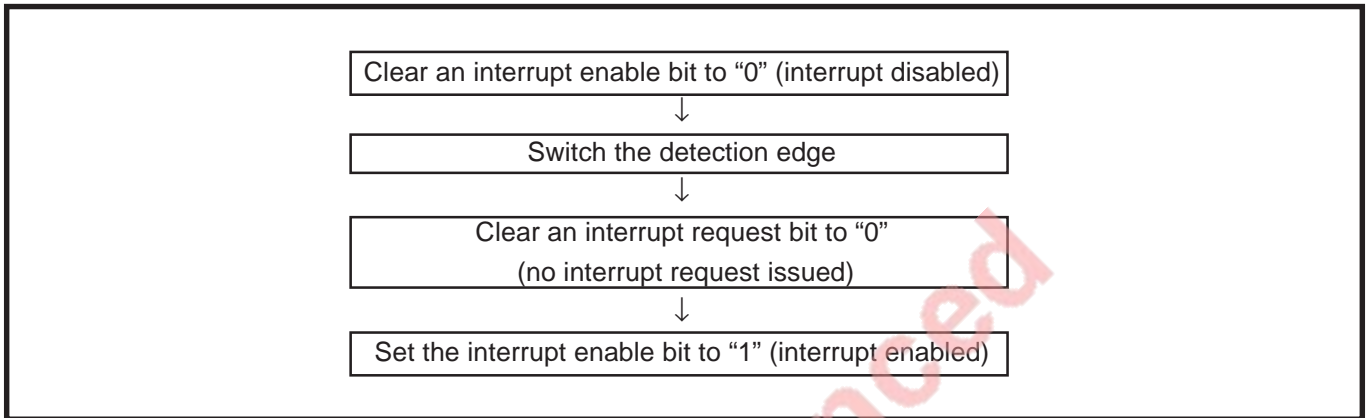 Clear an interrupt enable bit to “0” (interrupt disabled)
↓
Switch the detection edge
↓
Clear an interrupt request bit to “0”
(no interrupt request issued)
↓
Set the interrupt enable bit to “1” (interrupt enabled)
nced